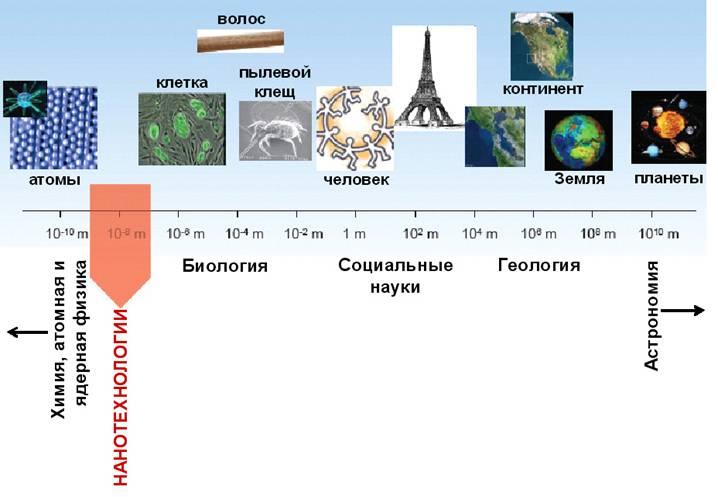 волос
клетка
пылевой
клещ
континент
атомы
человек
Земля
планеты
10⁻¹⁰ m
10⁻⁸ m
10⁻⁶ m
10⁻⁴ m
10⁻² m
1 m
10² m
10⁴ m
10⁶ m
10⁸ m
10¹⁰ m
Биология
Социальные
науки
Геология
Химия, атомная и
ядерная физика
НАНОТЕХНОЛОГИИ
Астрономия